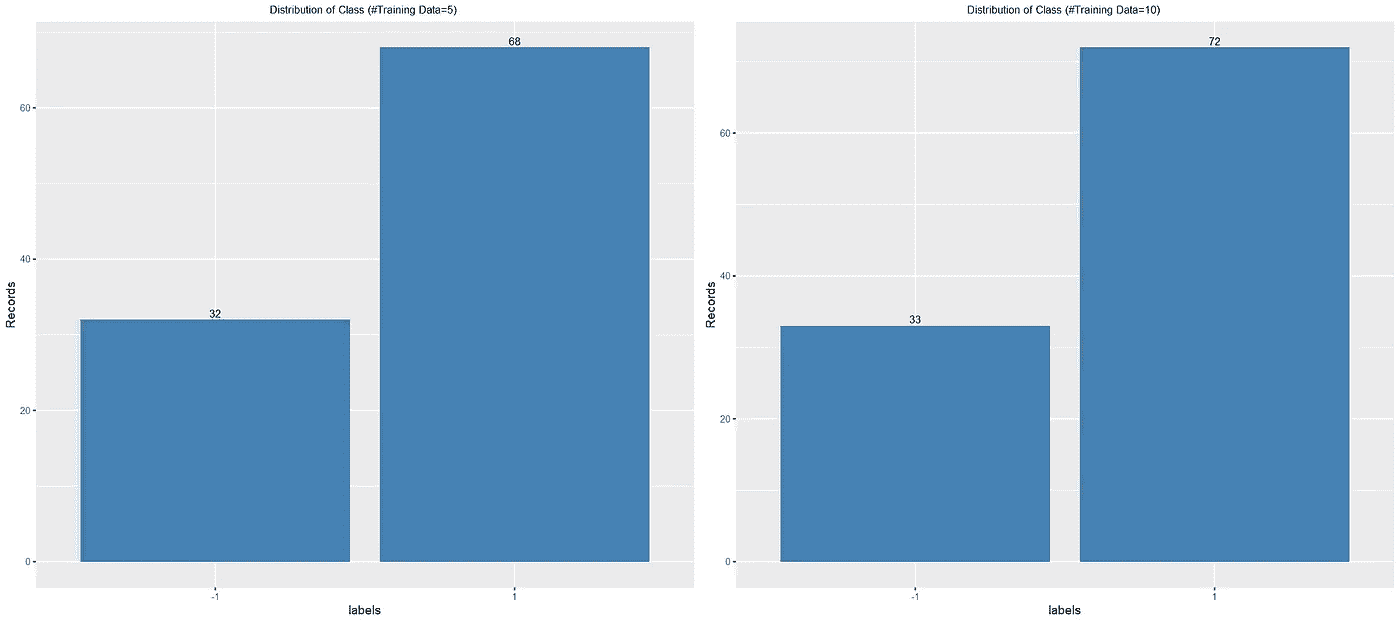 Distribution of Class (#Training Data=5)
68
60
40
32
20
0
Records
-1 1
labels
Distribution of Class (#Training Data=10)
72
60
40
33
20
0
Records
-1 1
labels